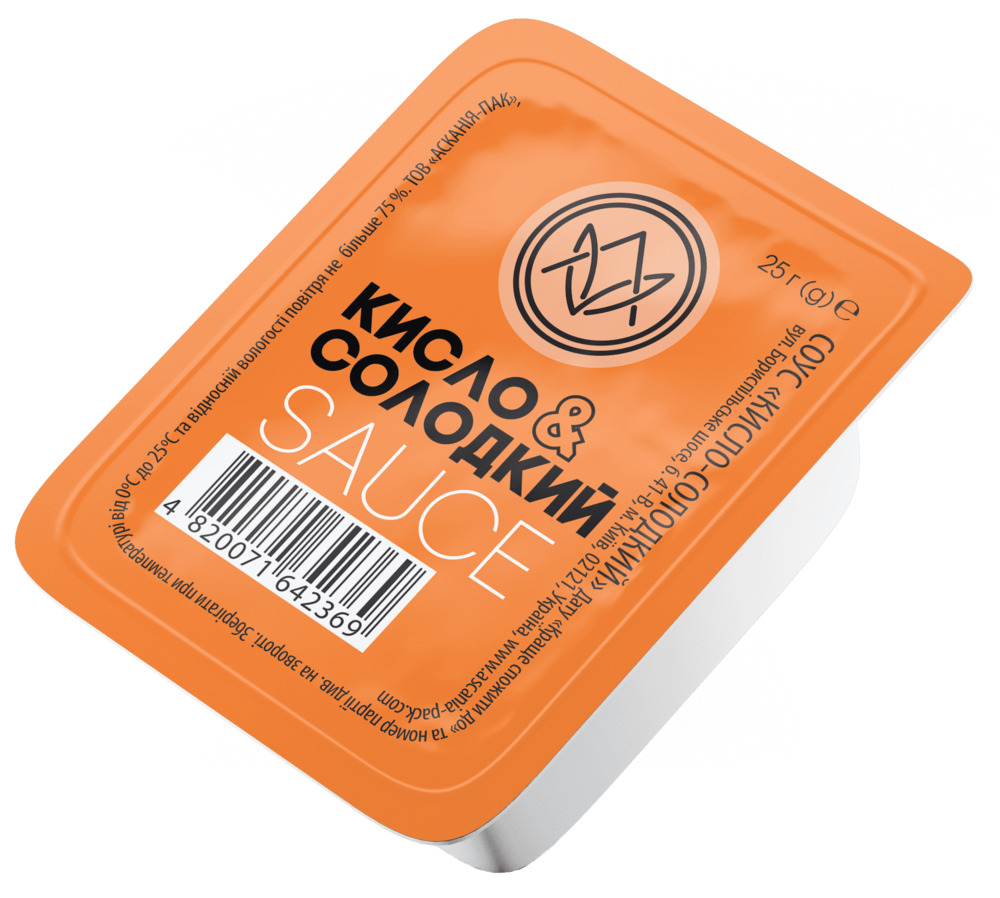 КИСЛО &
СОЛОДКИЙ
SAUCE
4 820071 642369
25 г (g) ℮
СОУС «КИСЛО-СОЛОДКИЙ» Дату «Краще спожити до» та номер партії див. на звороті. Зберігати при температурі від 0°С до 25°С та відносній вологості повітря не більше 75 %. ТОВ «АСКАНІЯ-ПАК»,
вул. Бориспільське шосе, б. 41-В, м. Київ, 02121, Україна, www.ascania-pack.com